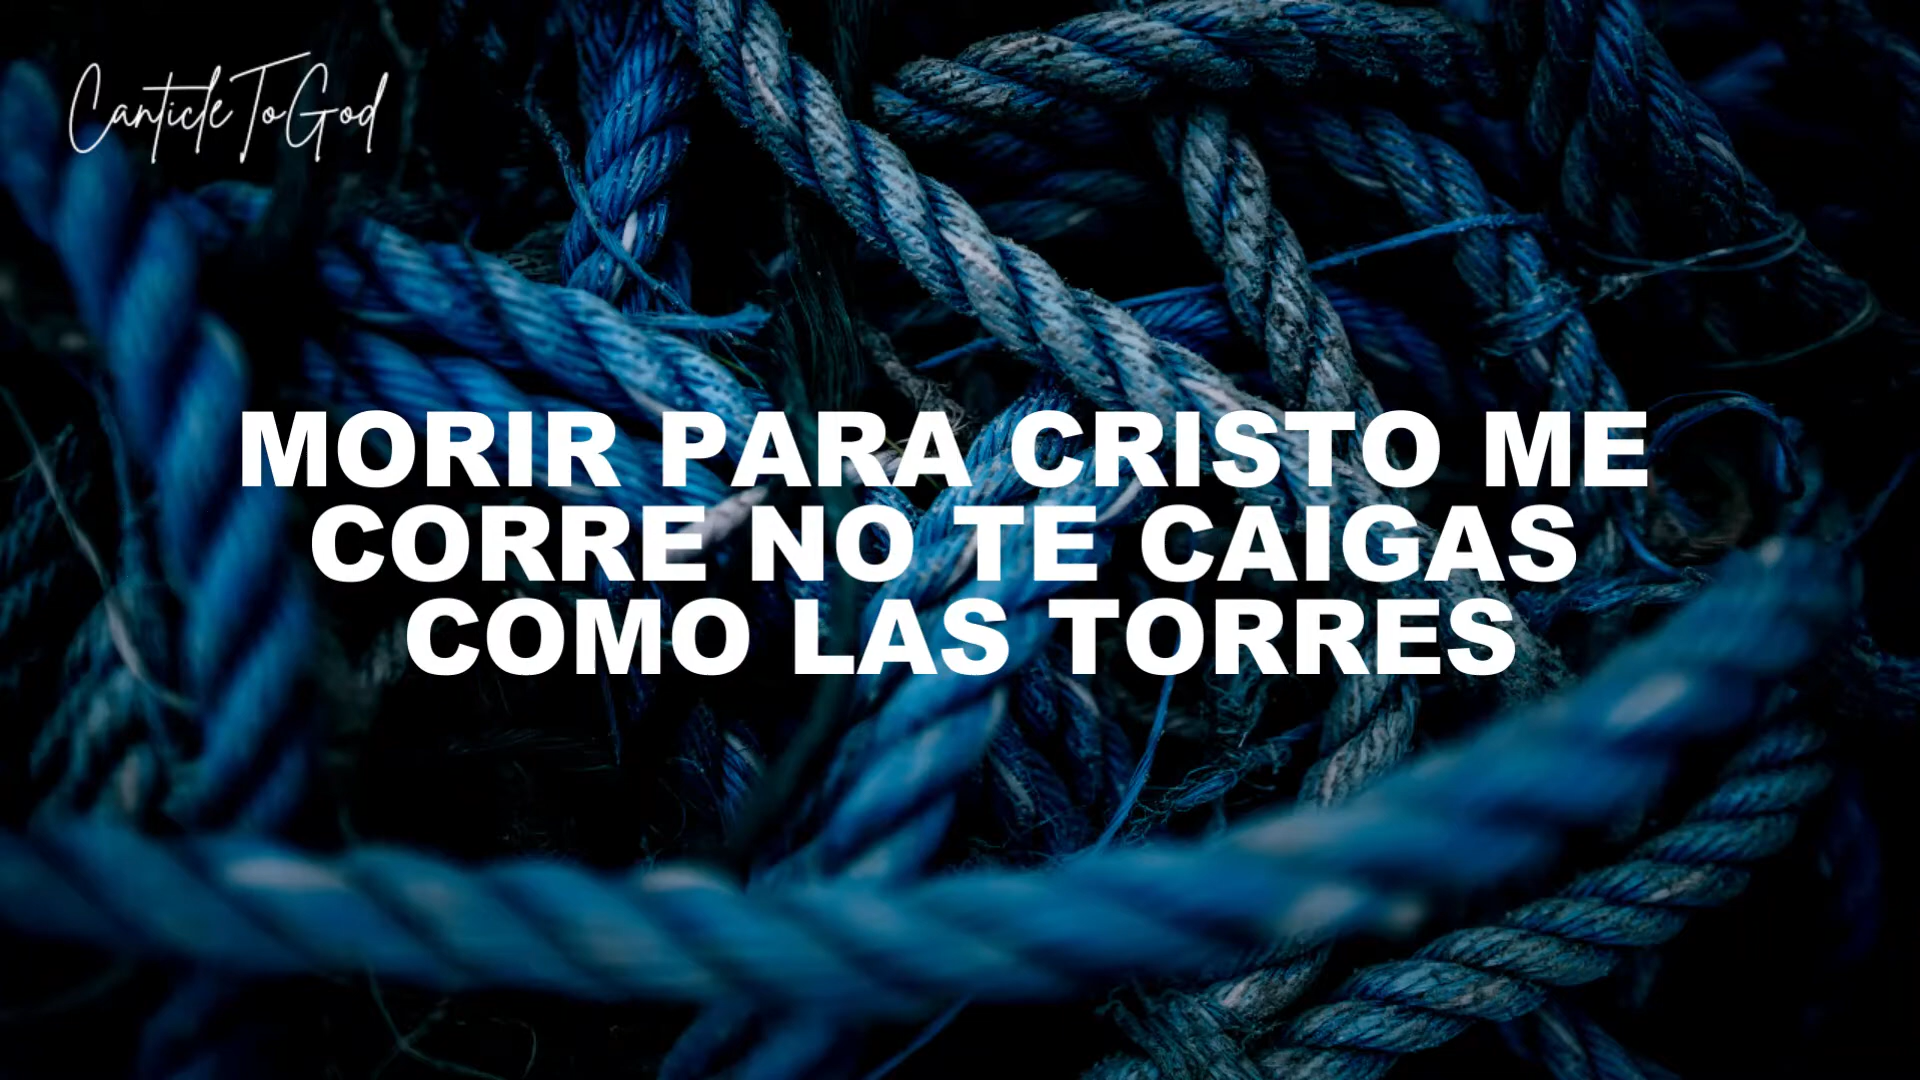 CanticleToGod
MORIR PARA CRISTO ME
CORRE NO TE CAIGAS
COMO LAS TORRES